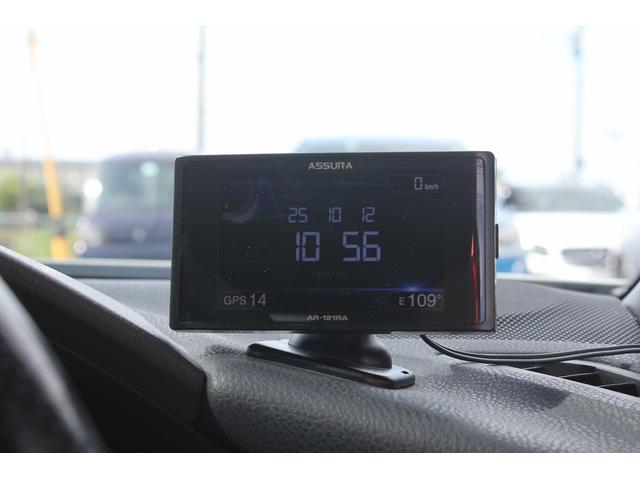 ASSURA
0 km/h
25 10 12
10 56
GPS 14
E 109°
AR-121RA